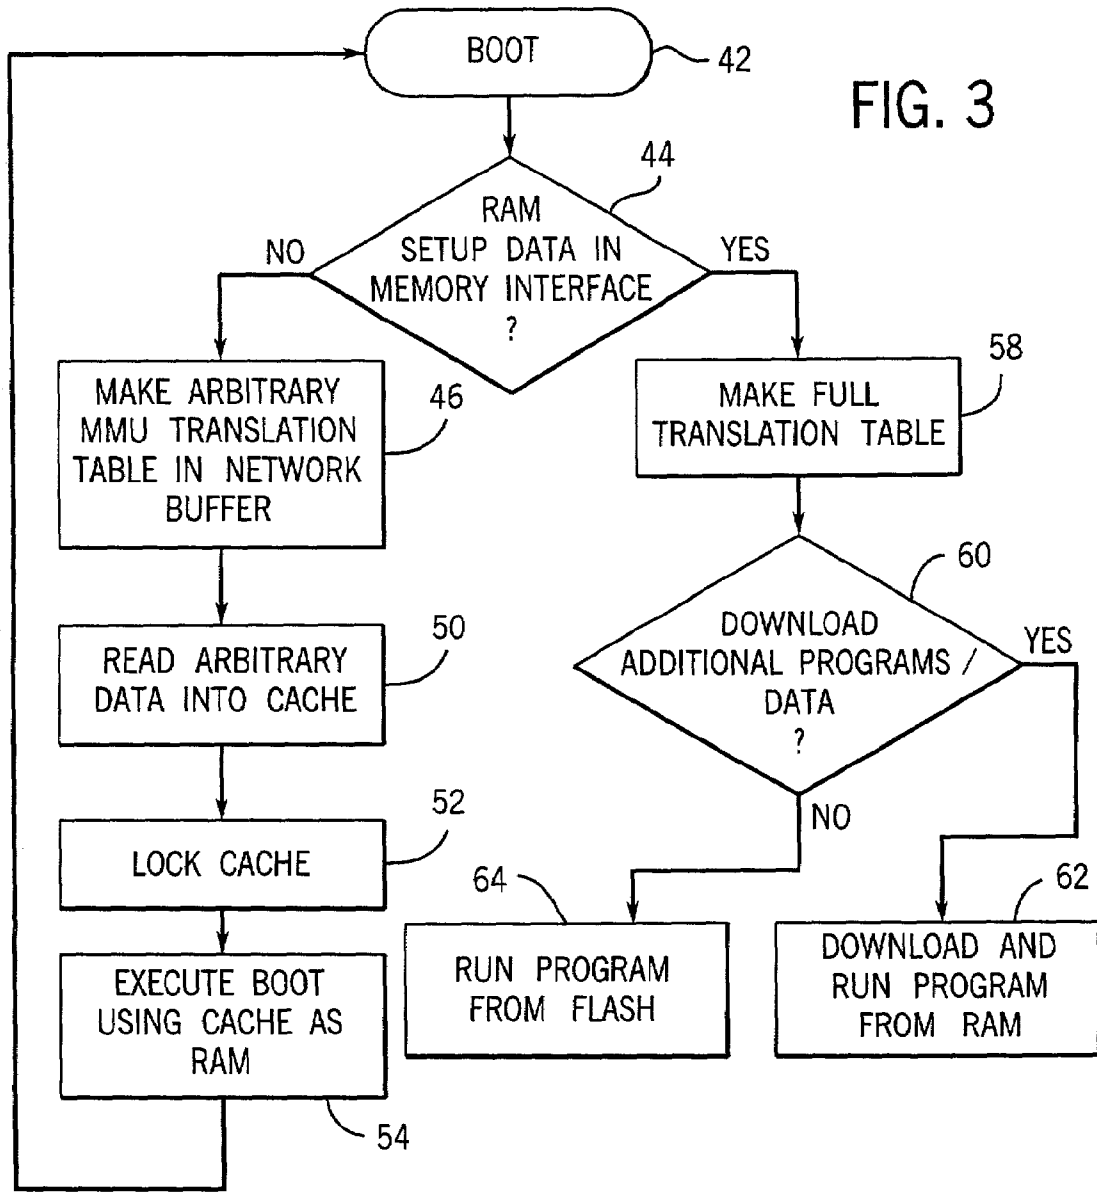 BOOT
42
FIG. 3
44
RAM
SETUP DATA IN
MEMORY INTERFACE
?
NO
YES
MAKE ARBITRARY
MMU TRANSLATION
TABLE IN NETWORK
BUFFER
46
MAKE FULL
TRANSLATION TABLE
58
READ ARBITRARY
DATA INTO CACHE
50
DOWNLOAD
ADDITIONAL PROGRAMS /
DATA
?
60
YES
NO
LOCK CACHE
52
EXECUTE BOOT
USING CACHE AS
RAM
54
RUN PROGRAM
FROM FLASH
64
DOWNLOAD AND
RUN PROGRAM
FROM RAM
62